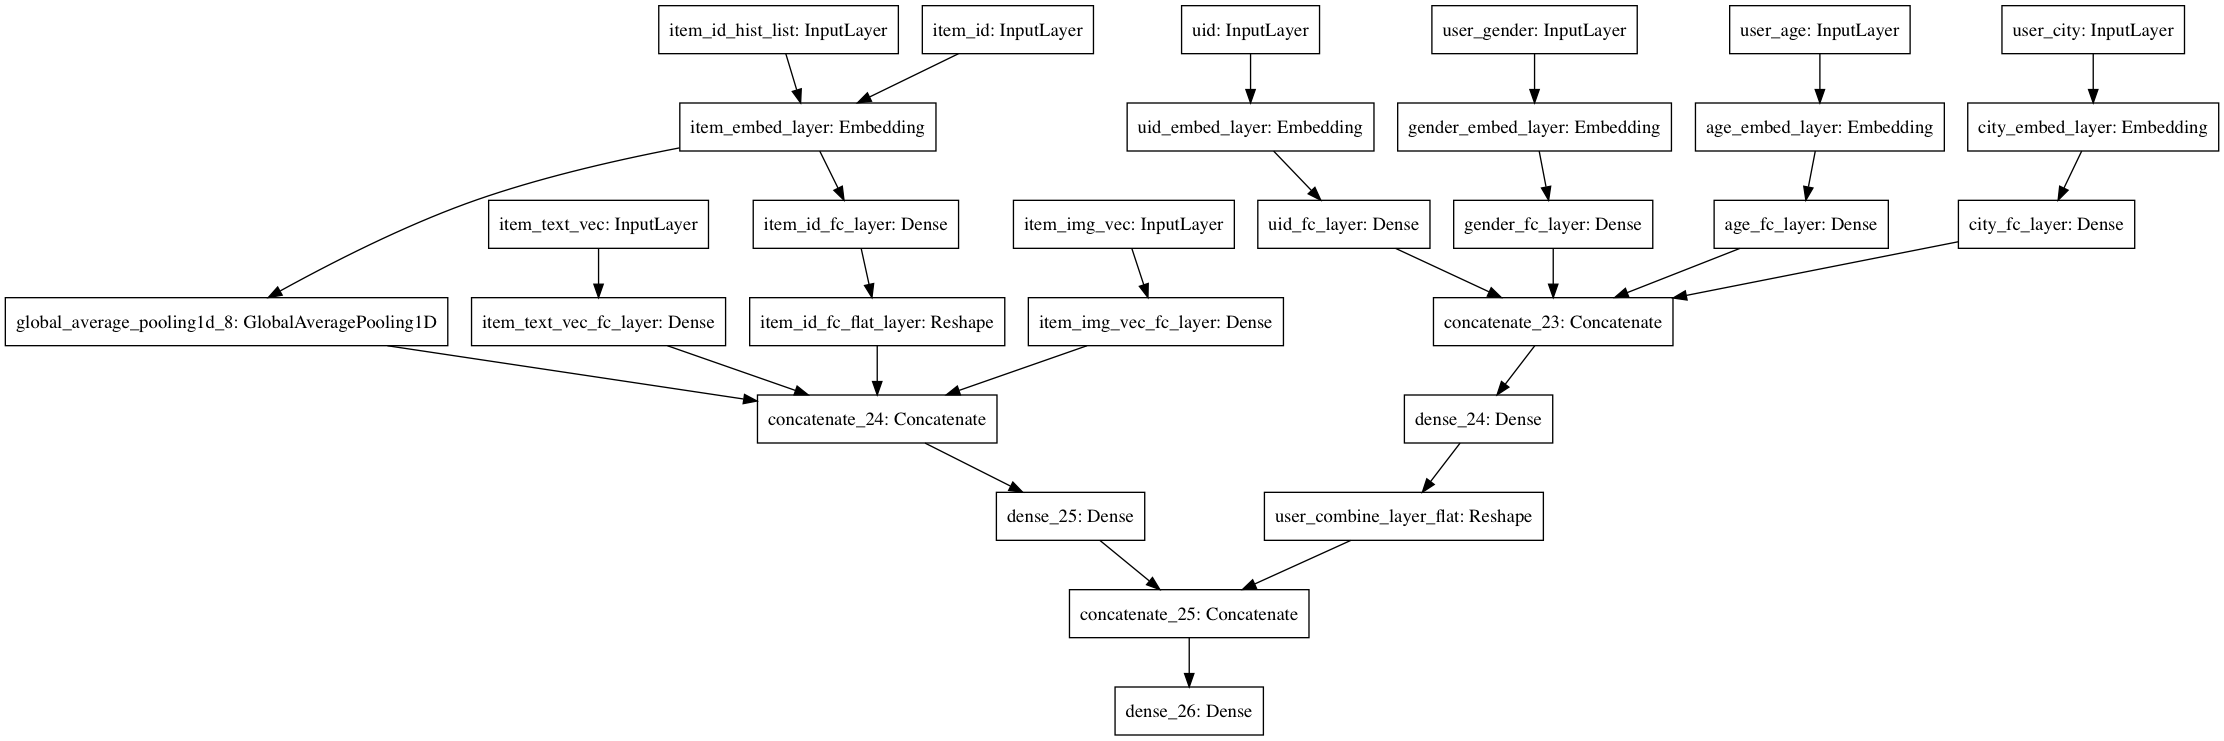 item_id_hist_list: InputLayer
item_id: InputLayer
uid: InputLayer
user_gender: InputLayer
user_age: InputLayer
user_city: InputLayer
item_embed_layer: Embedding
uid_embed_layer: Embedding
gender_embed_layer: Embedding
age_embed_layer: Embedding
city_embed_layer: Embedding
item_text_vec: InputLayer
item_id_fc_layer: Dense
item_img_vec: InputLayer
uid_fc_layer: Dense
gender_fc_layer: Dense
age_fc_layer: Dense
city_fc_layer: Dense
global_average_pooling1d_8: GlobalAveragePooling1D
item_text_vec_fc_layer: Dense
item_id_fc_flat_layer: Reshape
item_img_vec_fc_layer: Dense
concatenate_23: Concatenate
concatenate_24: Concatenate
dense_24: Dense
dense_25: Dense
user_combine_layer_flat: Reshape
concatenate_25: Concatenate
dense_26: Dense